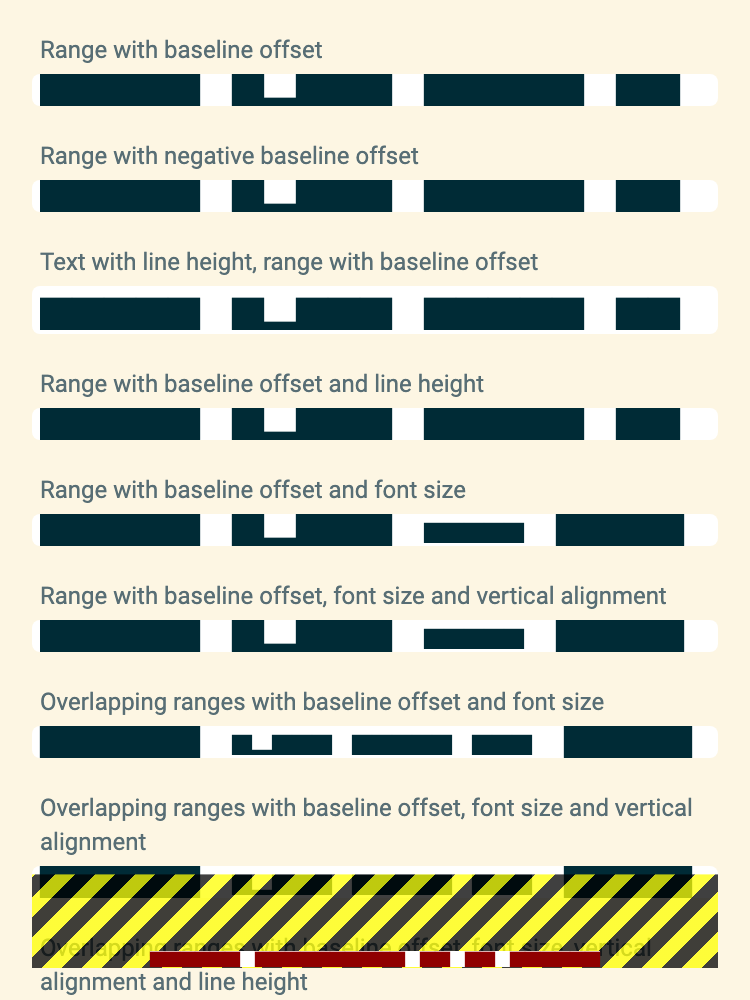 Range with baseline offset
Range with negative baseline offset
Text with line height, range with baseline offset
Range with baseline offset and line height
Range with baseline offset and font size
Range with baseline offset, font size and vertical alignment
Overlapping ranges with baseline offset and font size
Overlapping ranges with baseline offset, font size and vertical
alignment
Overlapping ranges with baseline offset, font size, vertical
alignment and line height